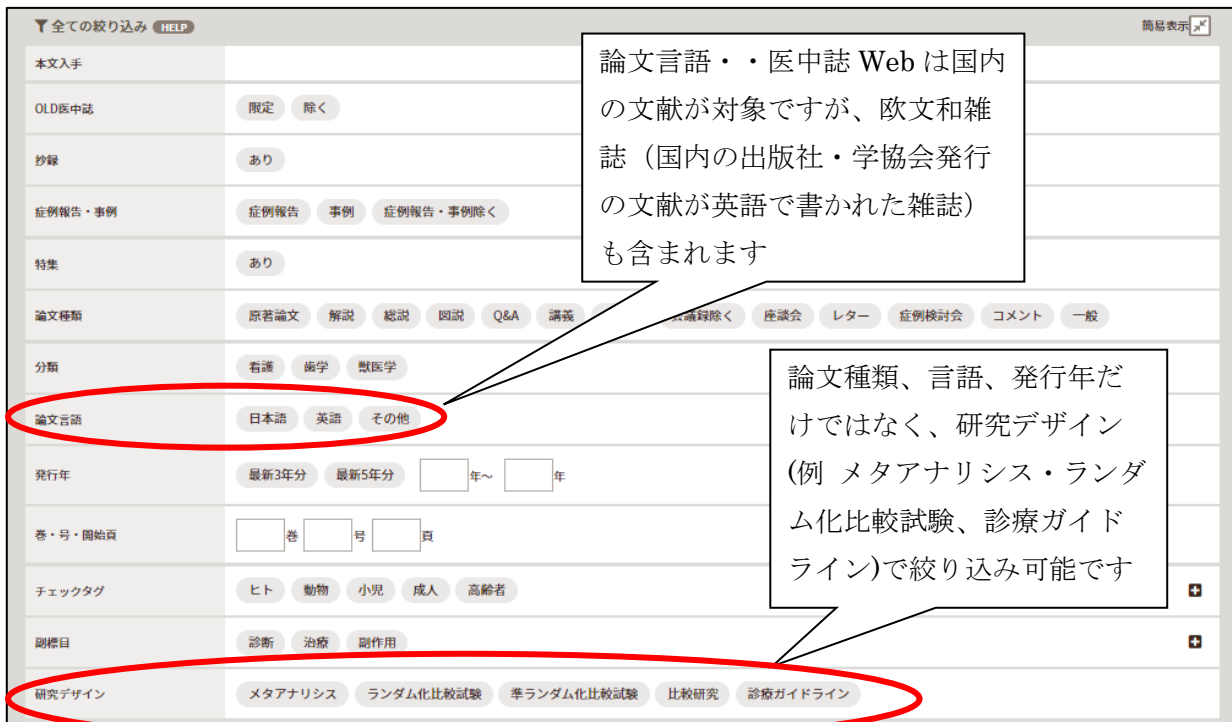 全ての絞り込み HELP
簡易表示
本文入手
OLD医中誌 限定 除く
抄録 あり
症例報告・事例 症例報告 事例 症例報告・事例除く
特集 あり
論文種類 原著論文 解説 総説 図説 Q&A 講義 会議録除く 座談会 レター 症例検討会 コメント 一般
分類 看護 歯学 獣医学
論文言語 日本語 英語 その他
発行年 最新3年分 最新5年分 年～ 年
巻・号・開始頁 巻 号 頁
チェックタグ ヒト 動物 小児 成人 高齢者
副標目 診断 治療 副作用
研究デザイン メタアナリシス ランダム化比較試験 準ランダム化比較試験 比較研究 診療ガイドライン
論文言語・・医中誌 Web は国内
の文献が対象ですが、欧文和雑
誌（国内の出版社・学協会発行
の文献が英語で書かれた雑誌）
も含まれます
論文種類、言語、発行年だ
けではなく、研究デザイン
(例 メタアナリシス・ランダ
ム化比較試験、診療ガイド
ライン)で絞り込み可能です